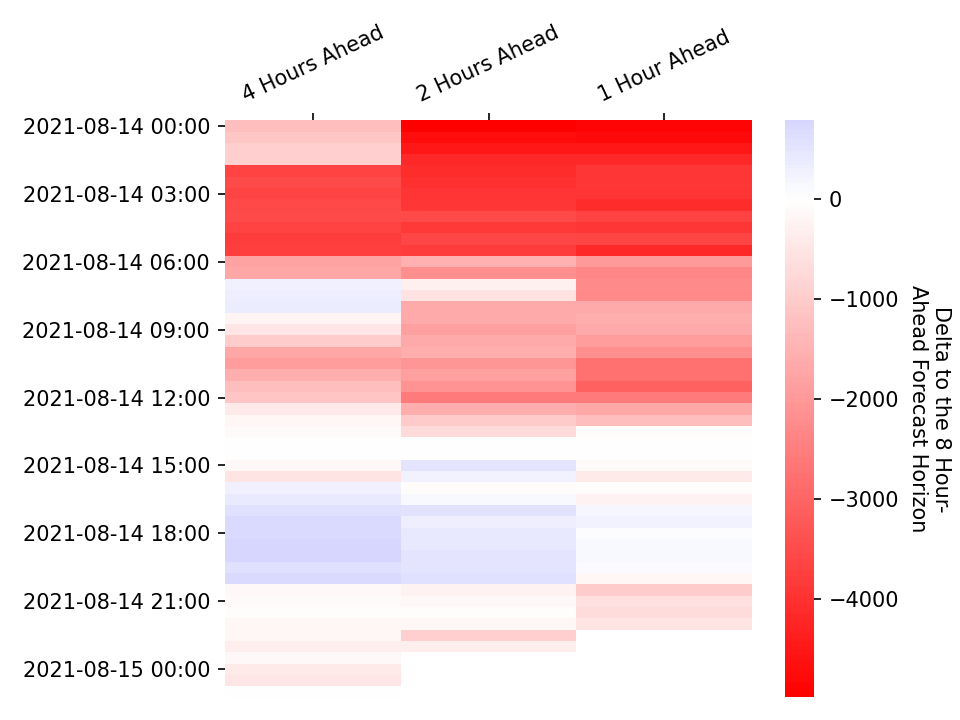 4 Hours Ahead
2 Hours Ahead
1 Hour Ahead
2021-08-14 00:00
2021-08-14 03:00
2021-08-14 06:00
2021-08-14 09:00
2021-08-14 12:00
2021-08-14 15:00
2021-08-14 18:00
2021-08-14 21:00
2021-08-15 00:00
0
−1000
−2000
−3000
−4000
Delta to the 8 Hour-
Ahead Forecast Horizon